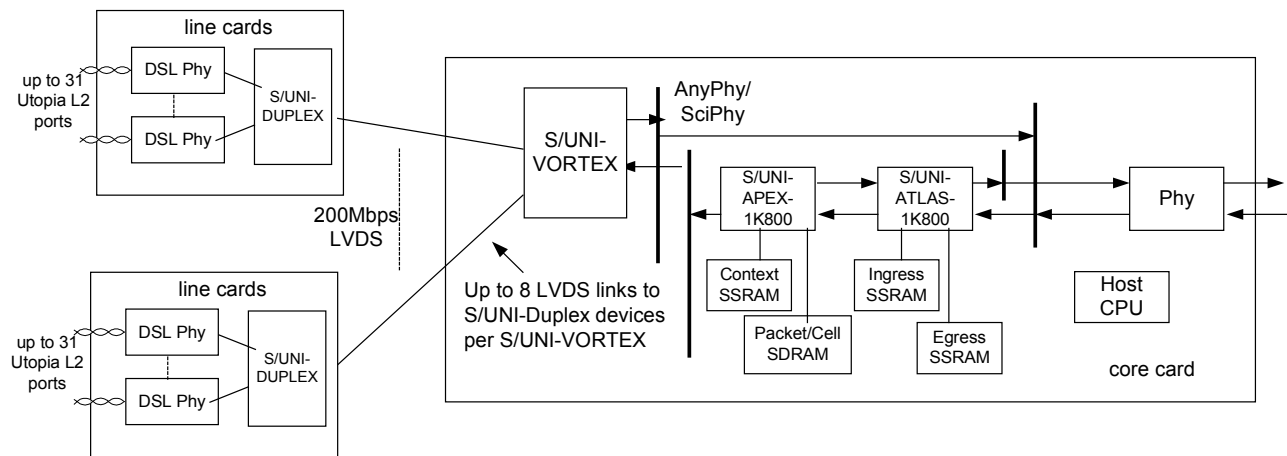 line cards
up to 31
Utopia L2
ports
DSL Phy
DSL Phy
S/UNI-
DUPLEX
200Mbps
LVDS
line cards
up to 31
Utopia L2
ports
DSL Phy
DSL Phy
S/UNI-
DUPLEX
S/UNI-
VORTEX
AnyPhy/
SciPhy
Up to 8 LVDS links to
S/UNI-Duplex devices
per S/UNI-VORTEX
S/UNI-
APEX-
1K800
S/UNI-
ATLAS-
1K800
Phy
Context
SSRAM
Packet/Cell
SDRAM
Ingress
SSRAM
Egress
SSRAM
Host
CPU
core card